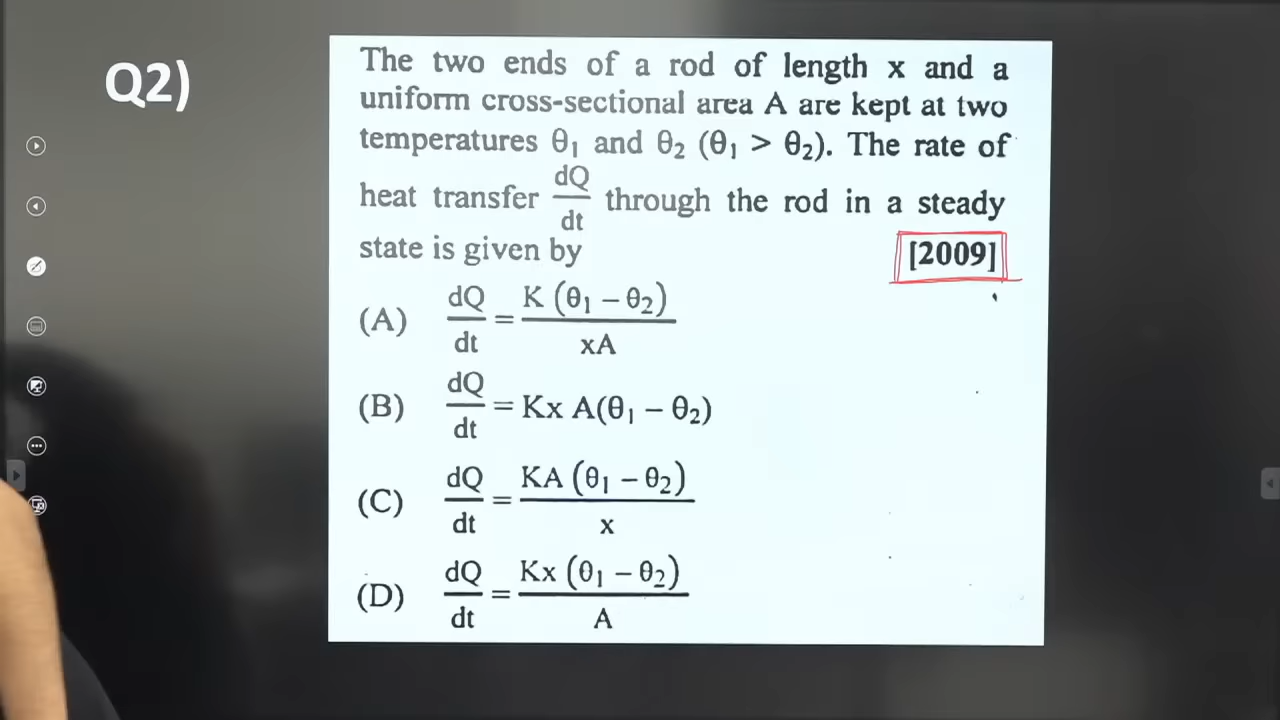 Q2)
The two ends of a rod of length x and a
uniform cross-sectional area A are kept at two
temperatures θ₁ and θ₂ (θ₁ > θ₂). The rate of
heat transfer dQ/dt through the rod in a steady
state is given by [2009]
(A) dQ/dt = K (θ₁ − θ₂)/xA
(B) dQ/dt = Kx A(θ₁ − θ₂)
(C) dQ/dt = KA (θ₁ − θ₂)/x
(D) dQ/dt = Kx (θ₁ − θ₂)/A